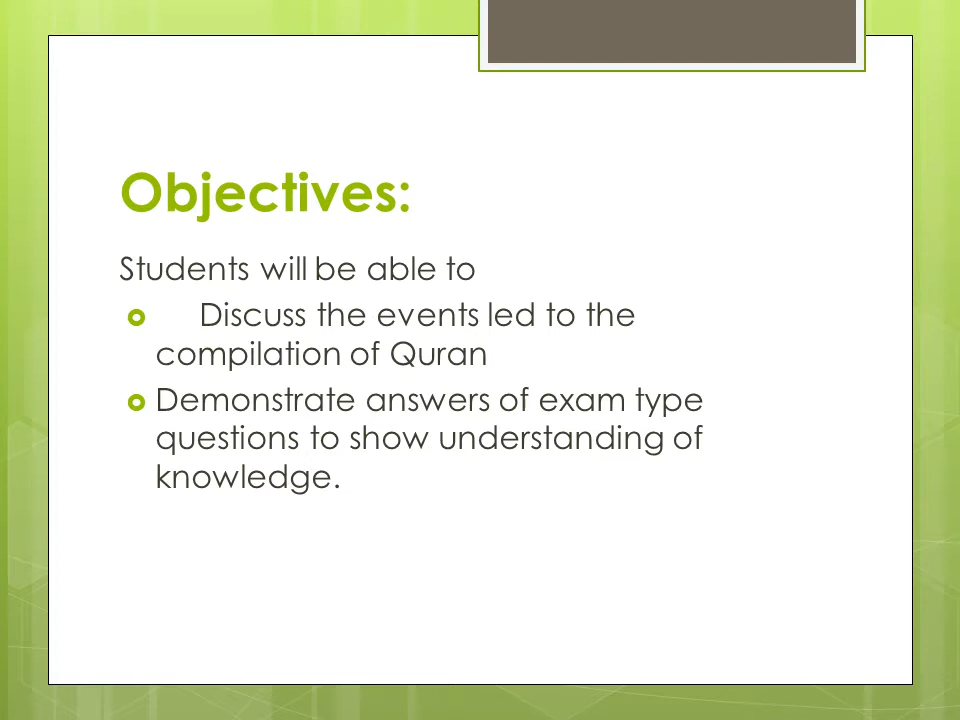 Objectives:
Students will be able to
Discuss the events led to the
compilation of Quran
Demonstrate answers of exam type
questions to show understanding of
knowledge.